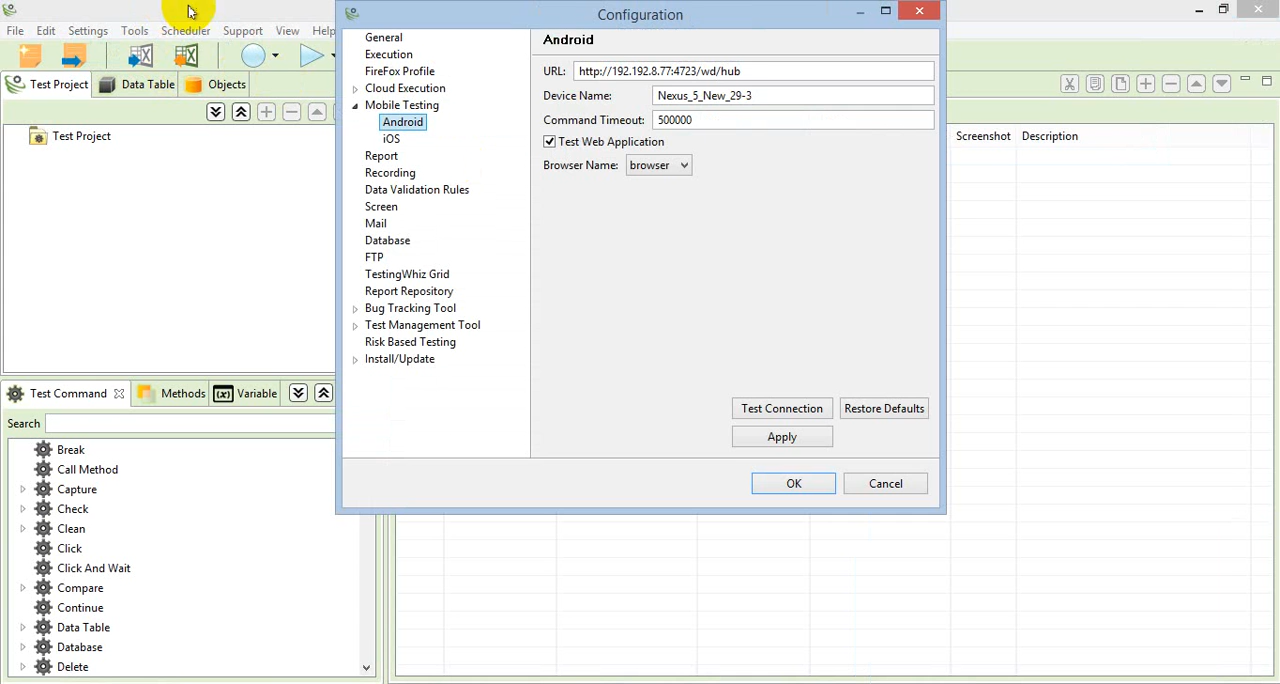 Configuration
File Edit Settings Tools Scheduler Support View Help
Test Project Data Table Objects
Test Project
Test Command Methods Variable
Search
Break
Call Method
Capture
Check
Clean
Click
Click And Wait
Compare
Continue
Data Table
Database
Delete
General
Execution
FireFox Profile
Cloud Execution
Mobile Testing
Android
iOS
Report
Recording
Data Validation Rules
Screen
Mail
Database
FTP
TestingWhiz Grid
Report Repository
Bug Tracking Tool
Test Management Tool
Risk Based Testing
Install/Update
Android
URL: http://192.192.8.77:4723/wd/hub
Device Name: Nexus_5_New_29-3
Command Timeout: 500000
Test Web Application
Browser Name: browser
Test Connection Restore Defaults
Apply
OK Cancel
Screenshot Description